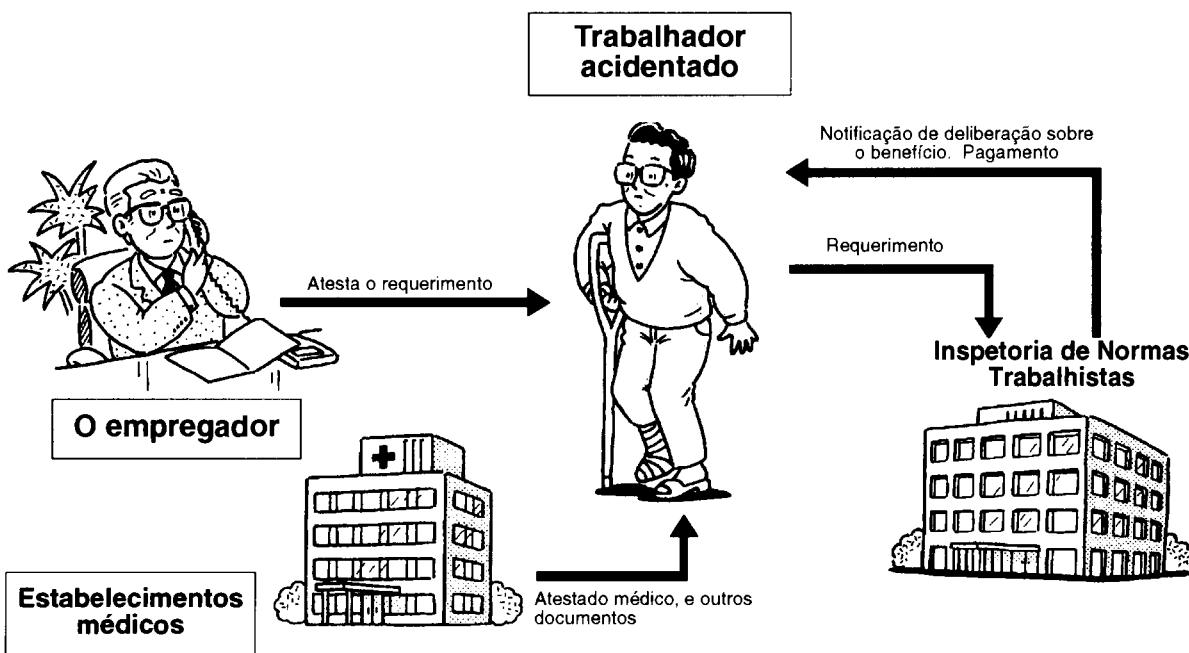 Trabalhador
acidentado
Notificação de deliberação sobre
o benefício. Pagamento
Requerimento
Atesta o requerimento
Inspetoria de Normas
Trabalhistas
O empregador
Estabelecimentos
médicos
Atestado médico, e outros
documentos